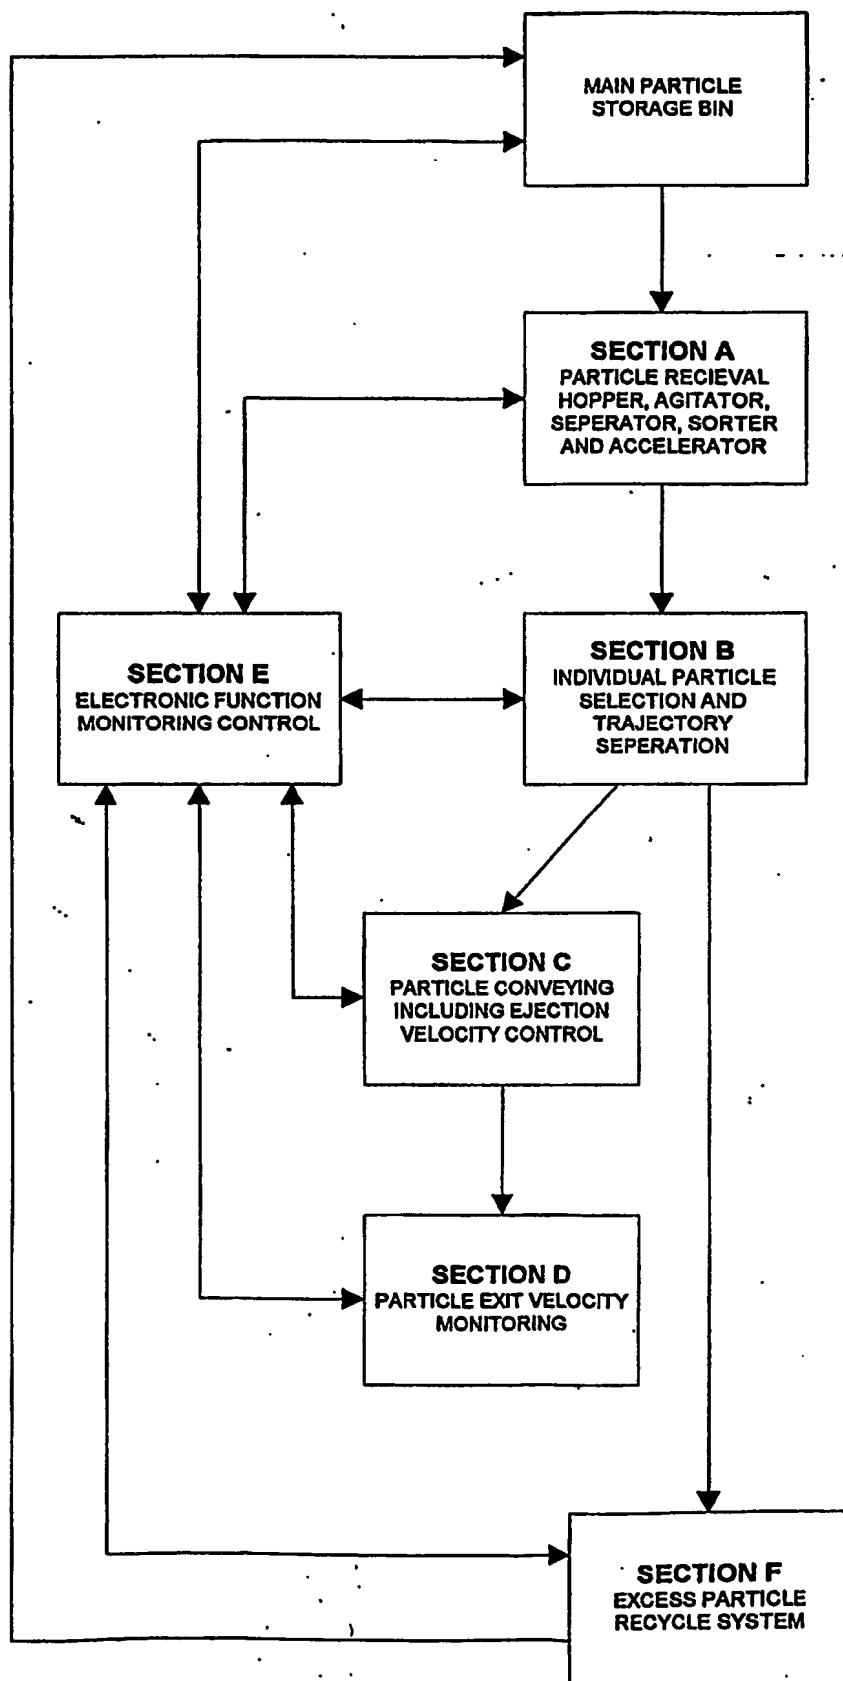 MAIN PARTICLE
STORAGE BIN
SECTION A
PARTICLE RECIEVAL
HOPPER, AGITATOR,
SEPERATOR, SORTER
AND ACCELERATOR
SECTION E
ELECTRONIC FUNCTION
MONITORING CONTROL
SECTION B
INDIVIDUAL PARTICLE
SELECTION AND
TRAJECTORY
SEPERATION
SECTION C
PARTICLE CONVEYING
INCLUDING EJECTION
VELOCITY CONTROL
SECTION D
PARTICLE EXIT VELOCITY
MONITORING
SECTION F
EXCESS PARTICLE
RECYCLE SYSTEM